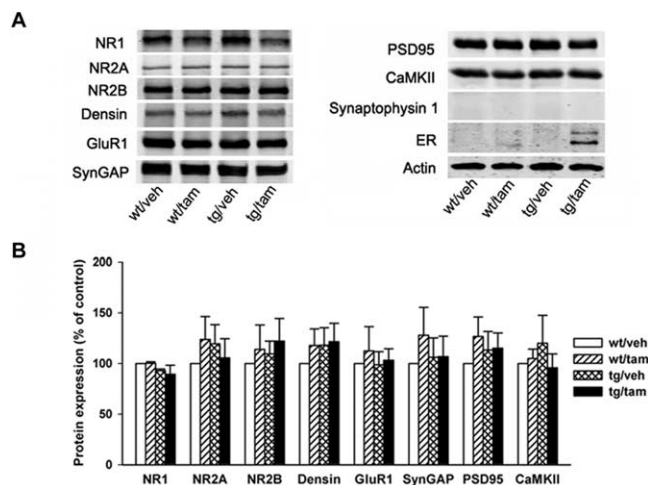 A
NR1
NR2A
NR2B
Densin
GluR1
SynGAP
wt/veh
wt/tam
tg/veh
tg/tam
PSD95
CaMKII
Synaptophysin 1
ER
Actin
wt/veh
wt/tam
tg/veh
tg/tam
B
Protein expression (% of control)
200
150
100
50
0
NR1 NR2A NR2B Densin GluR1 SynGAP PSD95 CaMKII
wt/veh
wt/tam
tg/veh
tg/tam